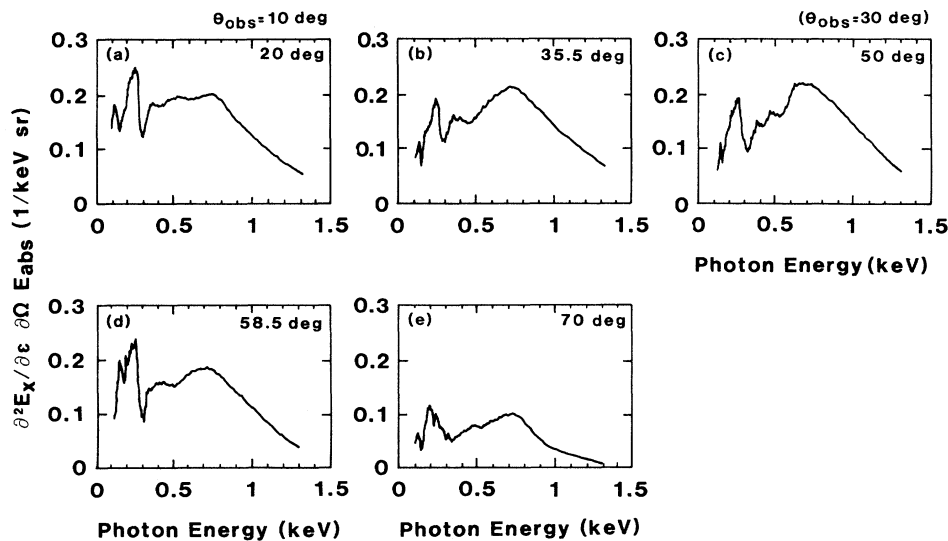 θobs=10 deg (θobs=30 deg)
0.3 (a) 20 deg 0.3 (b) 35.5 deg 0.3 (c) 50 deg
0.2 0.2 0.2
0.1 0.1 0.1
0 0 0
0 0.5 1 1.5 0 0.5 1 1.5 0 0.5 1 1.5
Photon Energy (keV)
∂²Ex/∂ε ∂Ω Eabs (1/keV sr)
0.3 (d) 58.5 deg 0.3 (e) 70 deg
0.2 0.2
0.1 0.1
0 0
0 0.5 1 1.5 0 0.5 1 1.5
Photon Energy (keV) Photon Energy (keV)